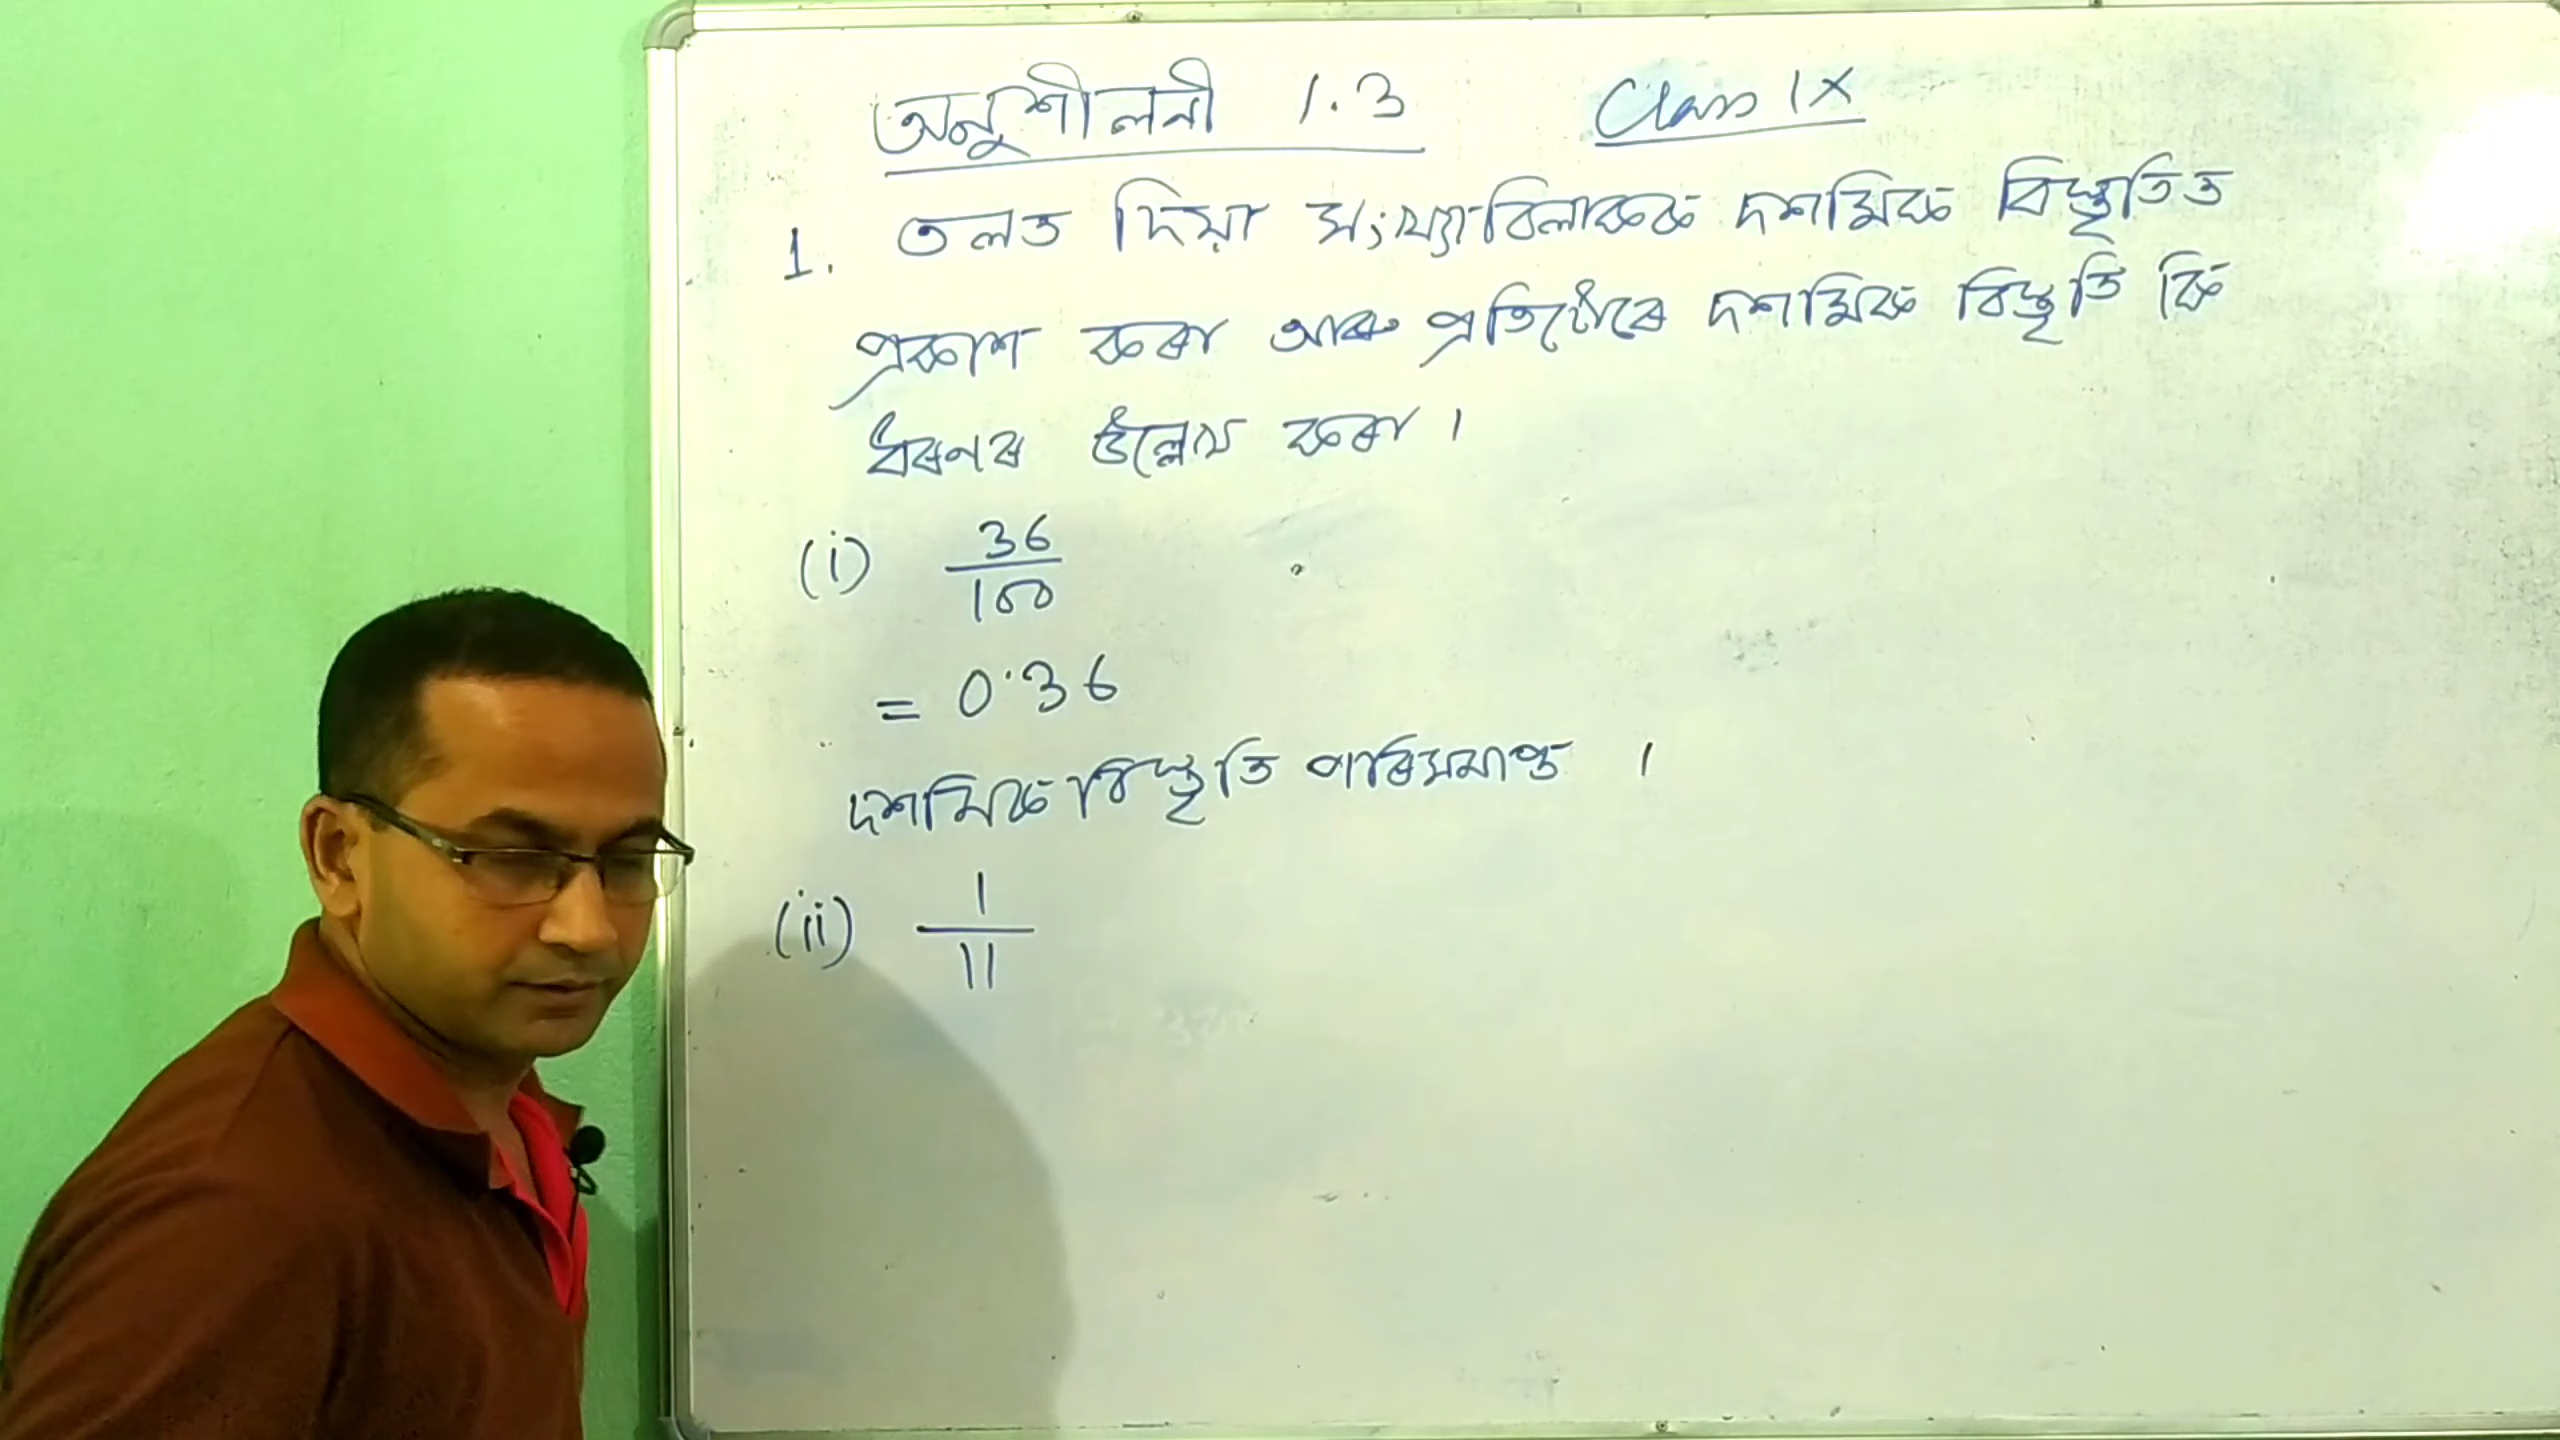 অনুশীলনী 1.3 Class IX
1. তলত দিয়া সংখ্যাবিলাকক দশমিক বিস্তৃতিত
প্ৰকাশ কৰা আৰু প্ৰতিটোৰে দশমিক বিস্তৃতি কি
ধৰণৰ উল্লেখ কৰা।
(i) 36/100
= 0.36
দশমিক বিস্তৃতি পৰিসমাপ্ত ।
(ii) 1/11